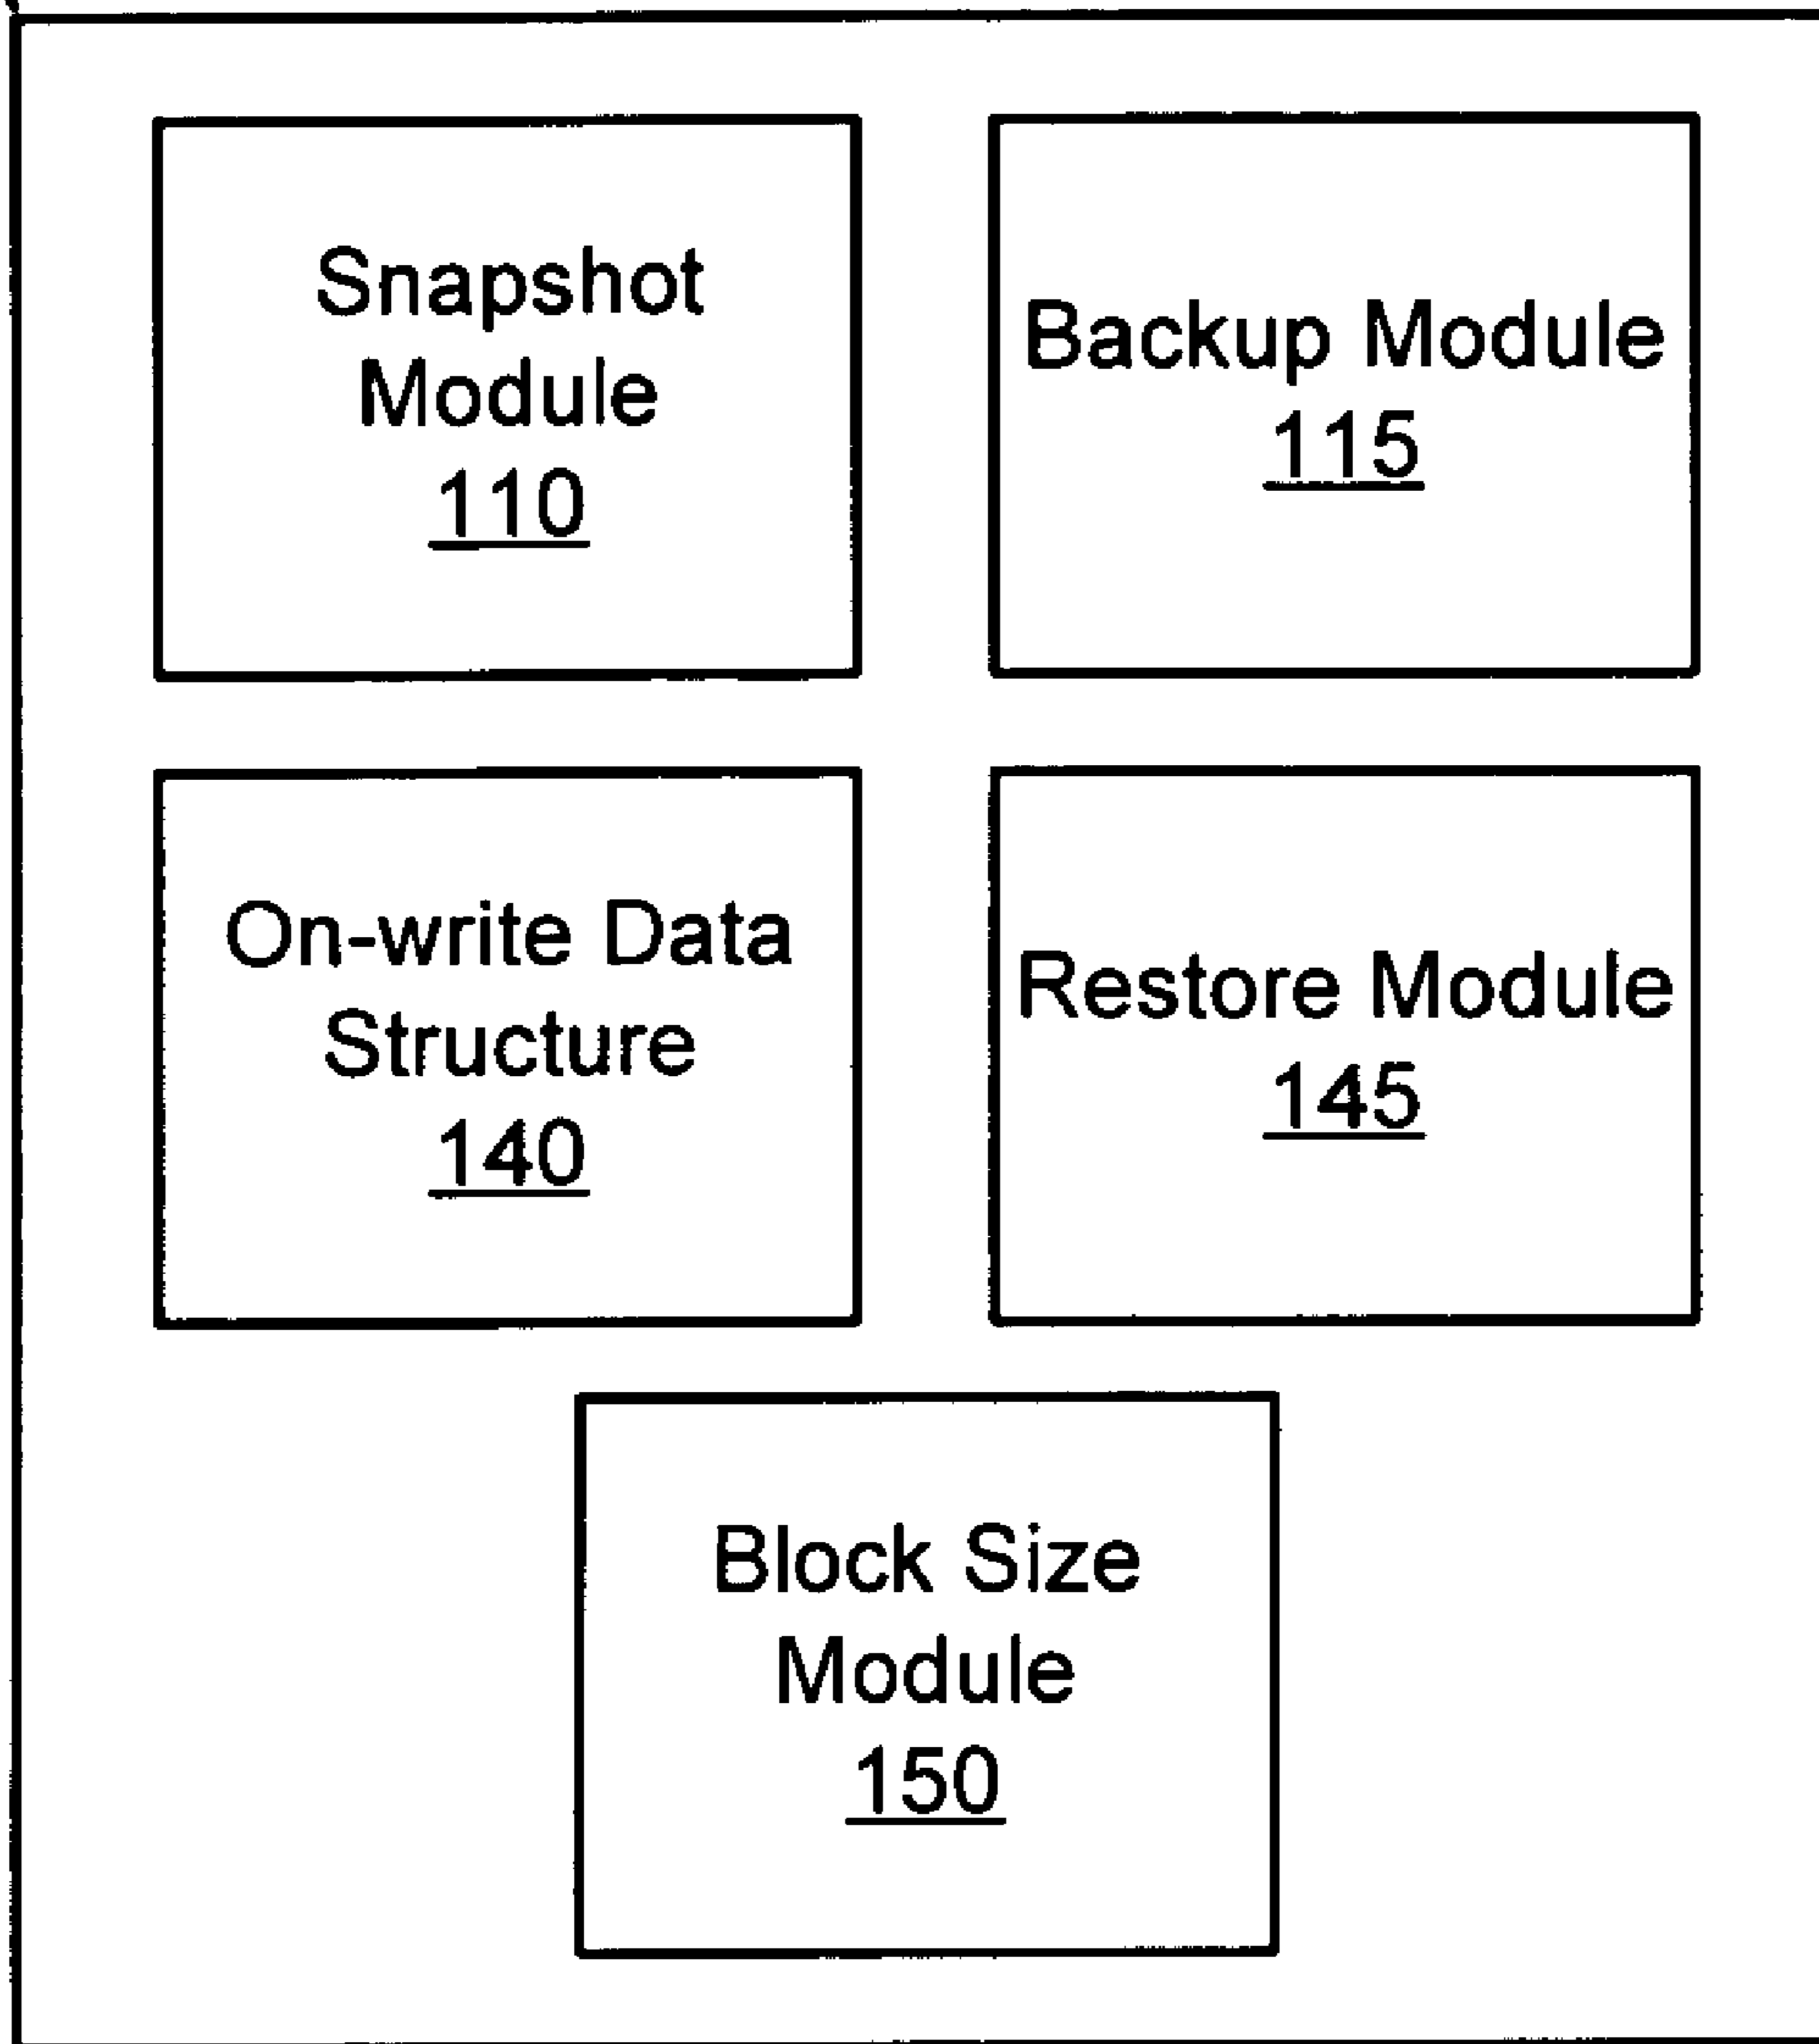 Snapshot
Module
110
Backup Module
115
On-write Data
Structure
140
Restore Module
145
Block Size
Module
150